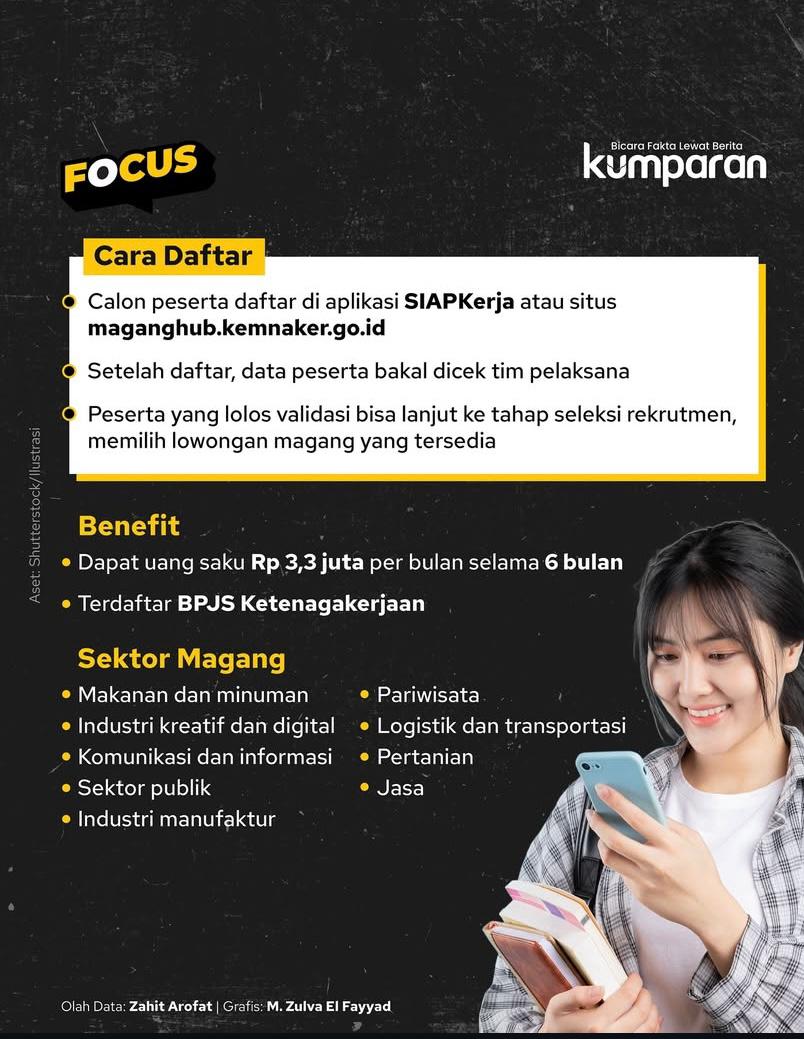 FOCUS
Bicara Fakta Lewat Berita
kumparan
Cara Daftar
Calon peserta daftar di aplikasi SIAPKerja atau situs
maganghub.kemnaker.go.id
Setelah daftar, data peserta bakal dicek tim pelaksana
Peserta yang lolos validasi bisa lanjut ke tahap seleksi rekrutmen,
memilih lowongan magang yang tersedia
Aset: Shutterstock/Ilustrasi
Benefit
Dapat uang saku Rp 3,3 juta per bulan selama 6 bulan
Terdaftar BPJS Ketenagakerjaan
Sektor Magang
Makanan dan minuman
Industri kreatif dan digital
Komunikasi dan informasi
Sektor publik
Industri manufaktur
Pariwisata
Logistik dan transportasi
Pertanian
Jasa
Olah Data: Zahit Arofat | Grafis: M. Zulva El Fayyad